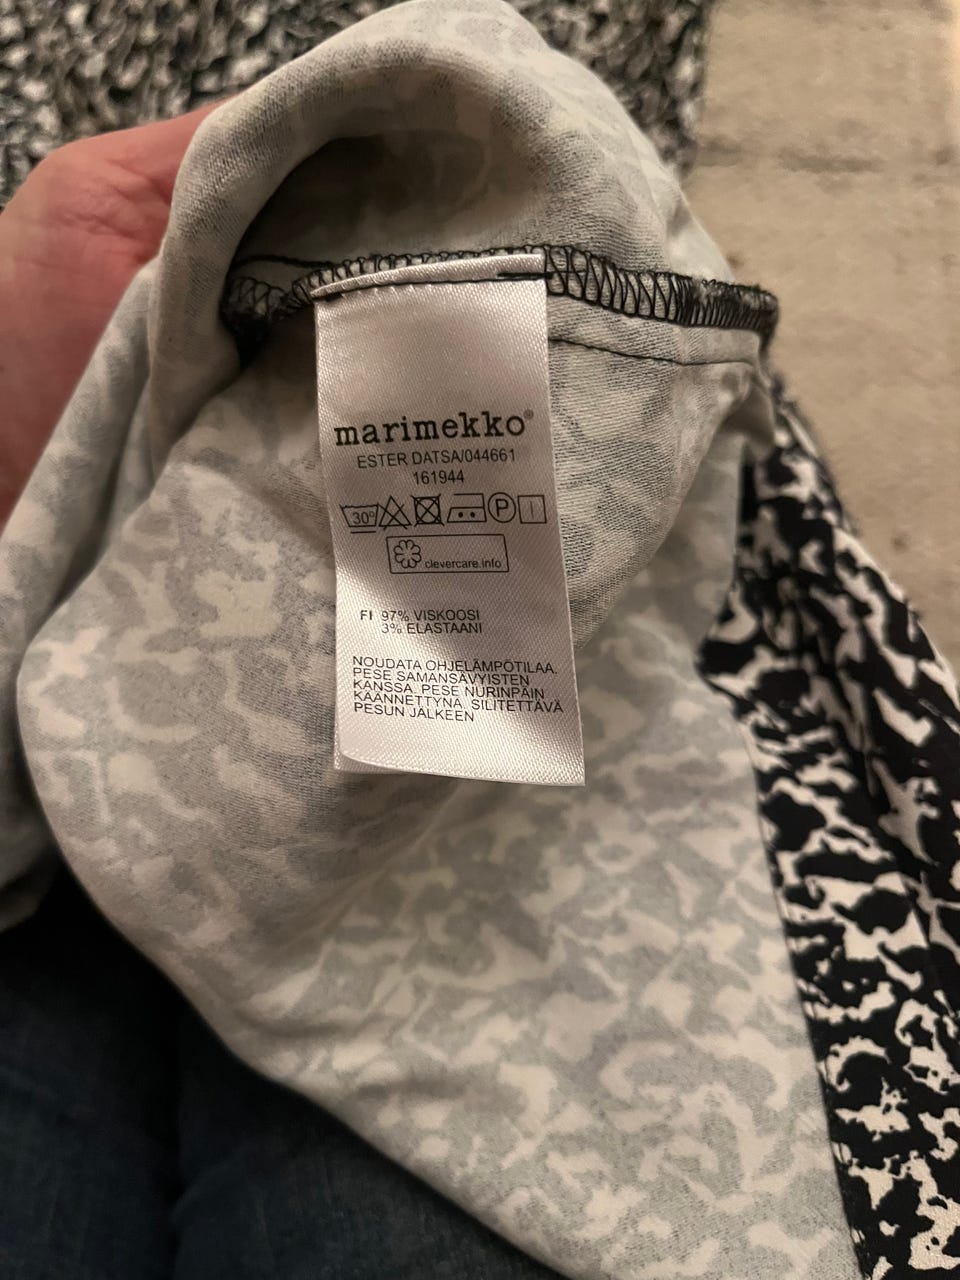 marimekko®
ESTER DATSA/044661
161944
30° P
clevercare.info
FI 97% VISKOOSI
3% ELASTAANI
NOUDATA OHJELÄMPÖTILAA.
PESE SAMANSÄVYISTEN
KANSSA. PESE NURINPÄIN
KÄÄNNETTYNÄ. SILITETTÄVÄ
PESUN JÄLKEEN